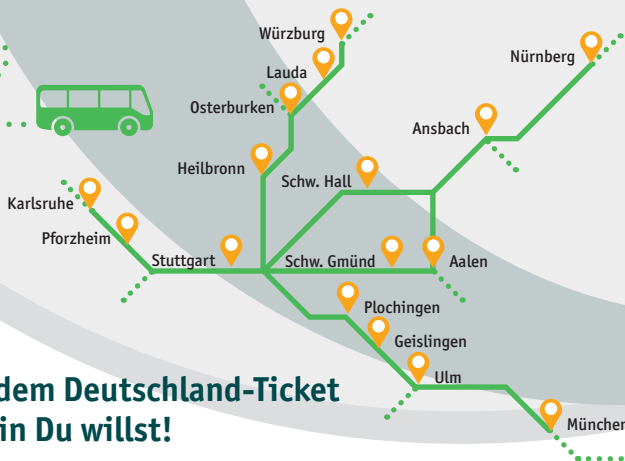 Würzburg
Nürnberg
Lauda
Osterburken
Ansbach
Heilbronn
Schw. Hall
Karlsruhe
Pforzheim
Stuttgart
Schw. Gmünd
Aalen
Plochingen
Geislingen
Ulm
dem Deutschland-Ticket
in Du willst!
München